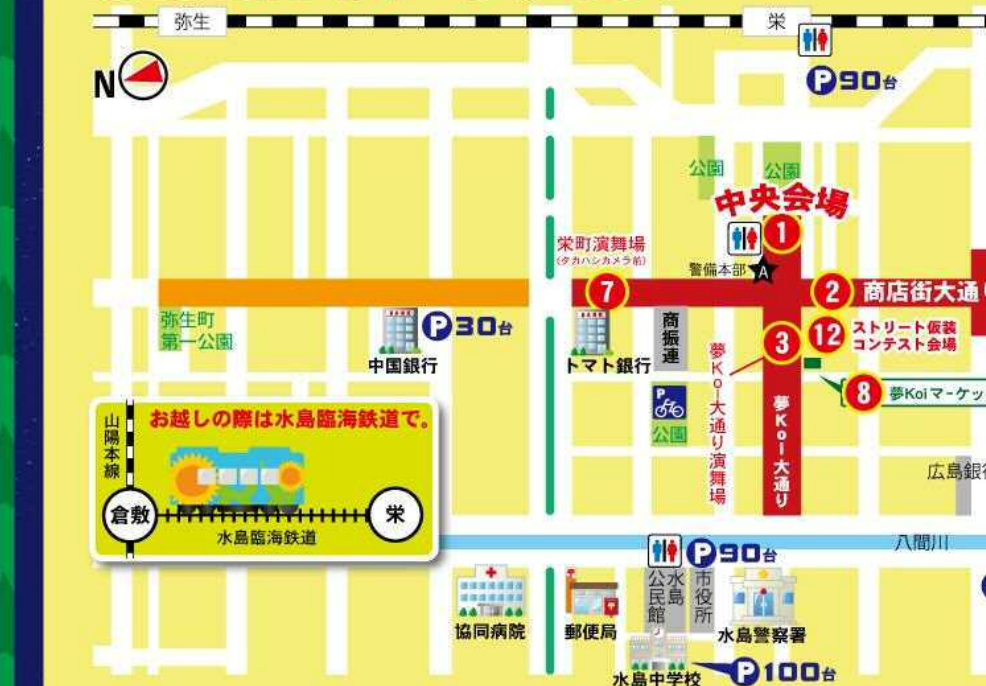 弥生
栄
N
P90台
公園
公園
中央会場
1
栄町演舞場
(タカハシカメラ前)
警備本部
A
7
2
商店街大通
弥生町
第一公園
P30台
中国銀行
トマト銀行
商振連
3
12
ストリート仮装
コンテスト会場
8
夢Koiマーケッ
夢Koi大通り演舞場
夢Koi大通り
公園
広島銀
お越しの際は水島臨海鉄道で。
山陽本線
倉敷
栄
水島臨海鉄道
八間川
P90台
水島
公民館
市役所
協同病院
郵便局
水島警察署
水島中学校
P100台